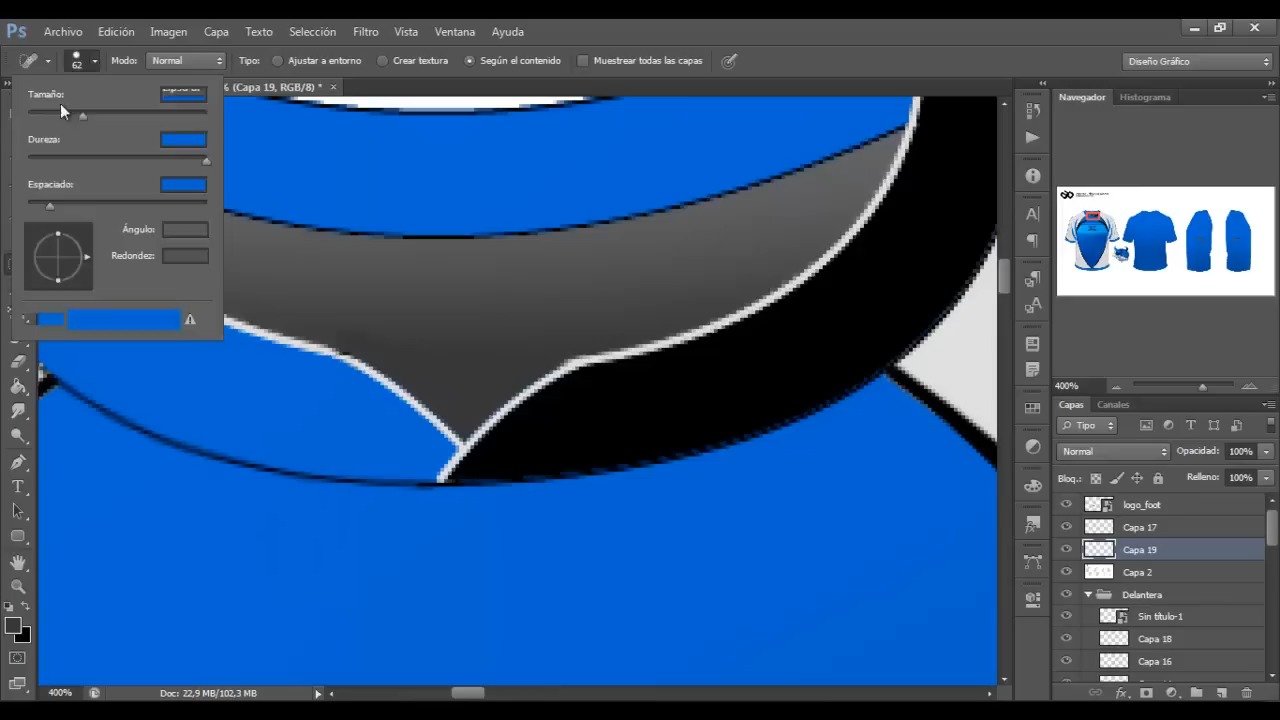 Ps Archivo Edición Imagen Capa Texto Selección Filtro Vista Ventana Ayuda
62 Modo: Normal Tipo: Ajustar a entorno Crear textura Según el contenido Muestrear todas las capas Diseño Gráfico
% (Capa 19, RGB/8) * ×
Navegador Histograma
Tamaño:
Dureza:
Espaciado:
Ángulo:
Redondez:
400%
Capas Canales
Tipo
Normal Opacidad: 100%
Bloq.: Relleno: 100%
logo_foot
Capa 17
Capa 19
Capa 2
Delantera
Sin título-1
Capa 18
Capa 16
400% Doc: 22,9 MB/102,3 MB